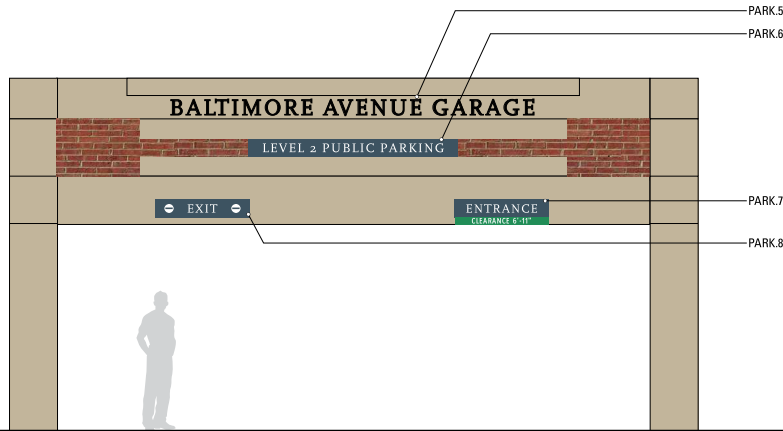 PARK.5
PARK.6
BALTIMORE AVENUE GARAGE
LEVEL 2 PUBLIC PARKING
EXIT
ENTRANCE
PARK.7
CLEARANCE 6'-11"
PARK.8